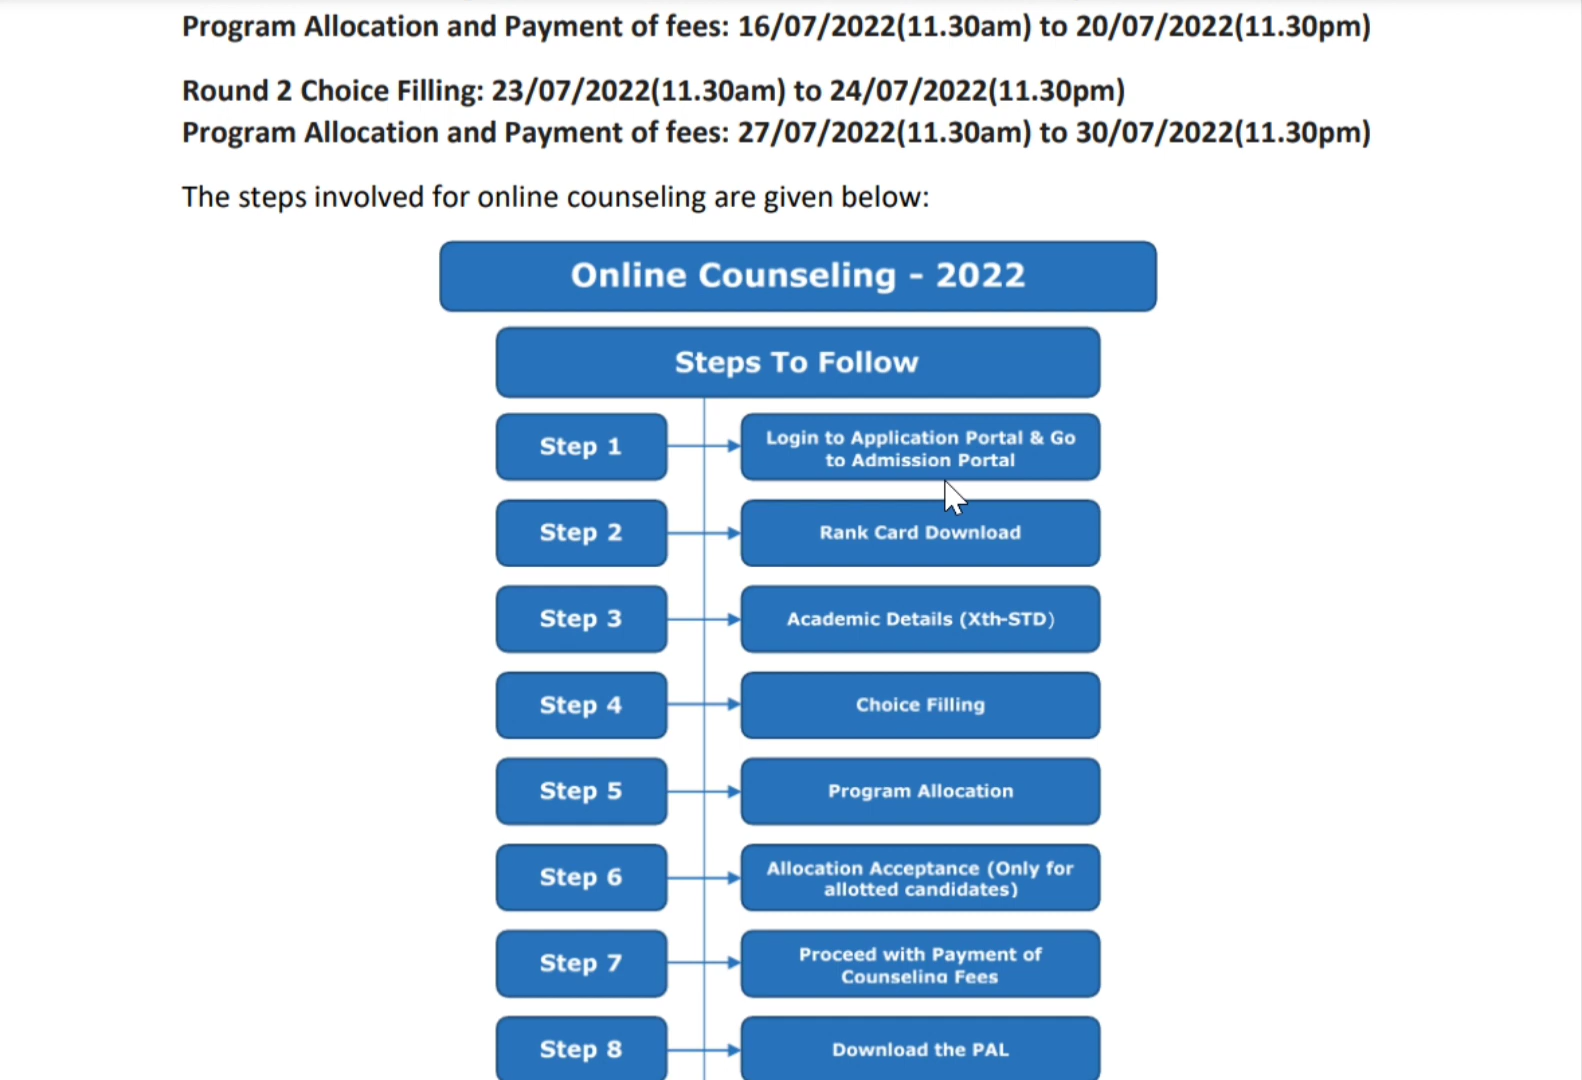 Program Allocation and Payment of fees: 16/07/2022(11.30am) to 20/07/2022(11.30pm)
Round 2 Choice Filling: 23/07/2022(11.30am) to 24/07/2022(11.30pm)
Program Allocation and Payment of fees: 27/07/2022(11.30am) to 30/07/2022(11.30pm)
The steps involved for online counseling are given below:
Online Counseling - 2022
Steps To Follow
Step 1
Login to Application Portal & Go
to Admission Portal
Step 2
Rank Card Download
Step 3
Academic Details (Xth-STD)
Step 4
Choice Filling
Step 5
Program Allocation
Step 6
Allocation Acceptance (Only for
allotted candidates)
Step 7
Proceed with Payment of
Counseling Fees
Step 8
Download the PAL